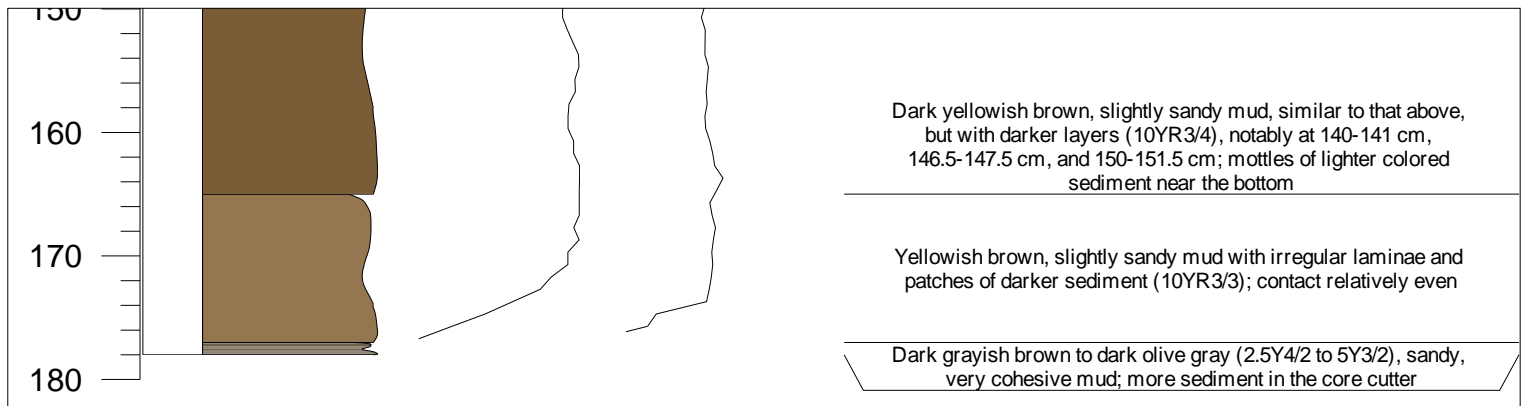 150
160
170
180
Dark yellowish brown, slightly sandy mud, similar to that above,
but with darker layers (10YR3/4), notably at 140-141 cm,
146.5-147.5 cm, and 150-151.5 cm; mottles of lighter colored
sediment near the bottom
Yellowish brown, slightly sandy mud with irregular laminae and
patches of darker sediment (10YR3/3); contact relatively even
Dark grayish brown to dark olive gray (2.5Y4/2 to 5Y3/2), sandy,
very cohesive mud; more sediment in the core cutter